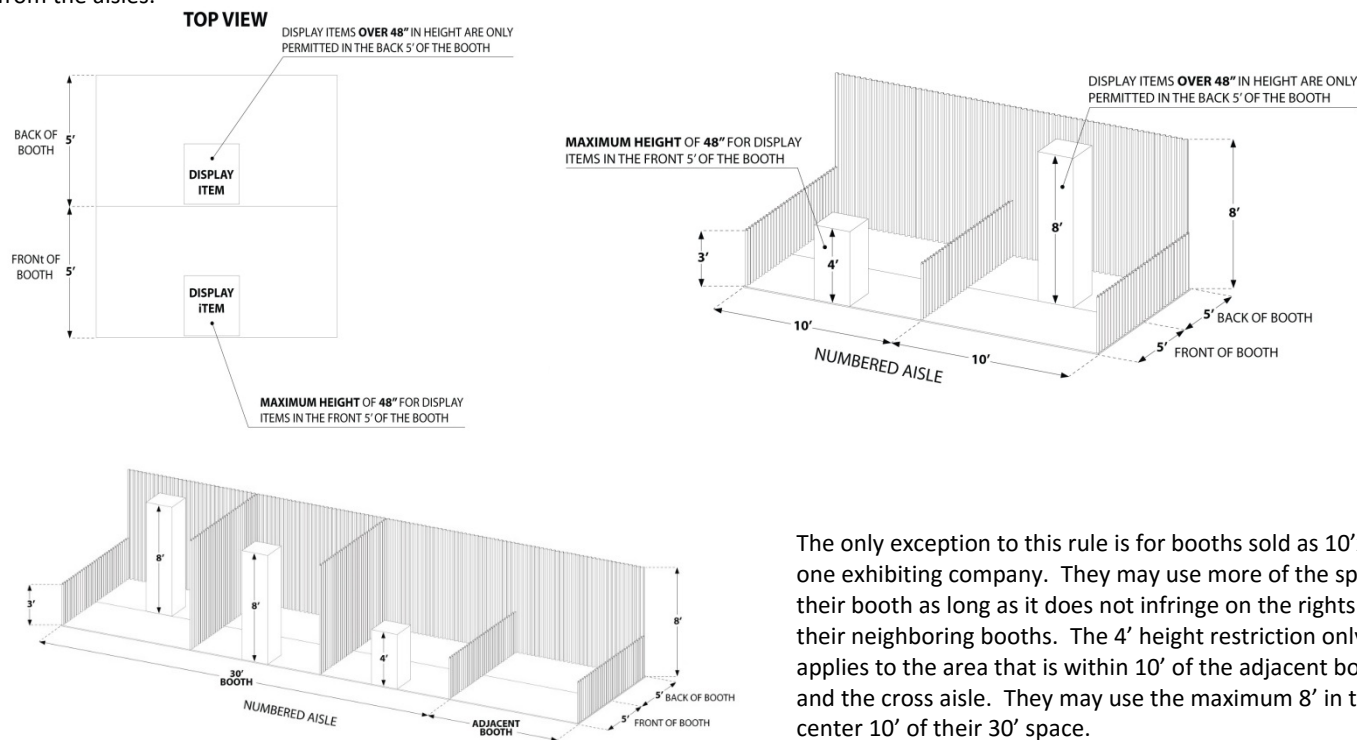 from the aisles.
TOP VIEW
DISPLAY ITEMS OVER 48” IN HEIGHT ARE ONLY
PERMITTED IN THE BACK 5’ OF THE BOOTH
BACK OF
BOOTH
5’
DISPLAY
ITEM
FRONt OF
BOOTH
5’
DISPLAY
iTEM
MAXIMUM HEIGHT OF 48” FOR DISPLAY
ITEMS IN THE FRONT 5’ OF THE BOOTH
DISPLAY ITEMS OVER 48” IN HEIGHT ARE ONLY
PERMITTED IN THE BACK 5’ OF THE BOOTH
MAXIMUM HEIGHT OF 48” FOR DISPLAY
ITEMS IN THE FRONT 5’ OF THE BOOTH
3’
4’
8’
8’
10’
10’
5’ BACK OF BOOTH
5’ FRONT OF BOOTH
NUMBERED AISLE
3’
8’
8’
4’
8’
30’
BOOTH
NUMBERED AISLE
ADJACENT
BOOTH
5’ BACK OF BOOTH
5’ FRONT OF BOOTH
The only exception to this rule is for booths sold as 10’
one exhibiting company. They may use more of the sp
their booth as long as it does not infringe on the rights
their neighboring booths. The 4’ height restriction only
applies to the area that is within 10’ of the adjacent bo
and the cross aisle. They may use the maximum 8’ in t
center 10’ of their 30’ space.